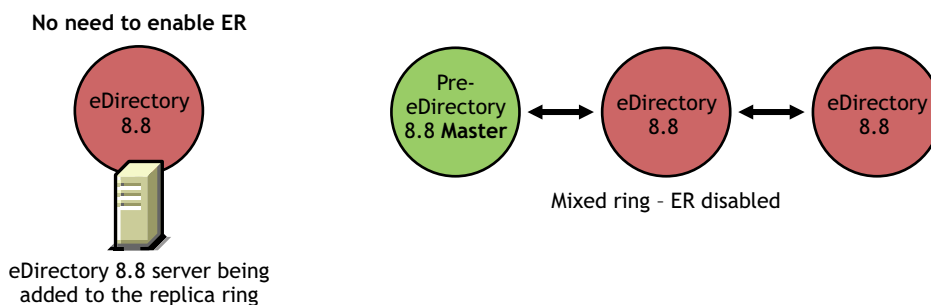 No need to enable ER
eDirectory
8.8
eDirectory 8.8 server being
added to the replica ring
Pre-
eDirectory
8.8 Master
eDirectory
8.8
eDirectory
8.8
Mixed ring – ER disabled